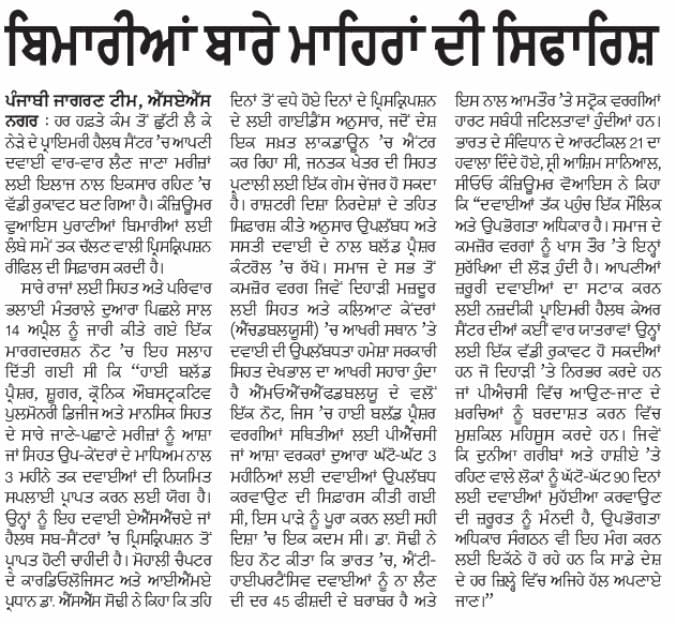 ਬਿਮਾਰੀਆਂ ਬਾਰੇ ਮਾਹਿਰਾਂ ਦੀ ਸਿਫਾਰਿਸ਼
ਪੰਜਾਬੀ ਜਾਗਰਣ ਟੀਮ, ਐੱਸਏਐੱਸ
ਨਗਰ : ਹਰ ਹਫ਼ਤੇ ਕੰਮ ਤੋਂ ਛੁੱਟੀ ਲੈ ਕੇ
ਨੇੜੇ ਦੇ ਪ੍ਰਾਇਮਰੀ ਹੈਲਥ ਸੈਂਟਰ 'ਚ ਆਪਣੀ
ਦਵਾਈ ਵਾਰ-ਵਾਰ ਲੈਣ ਜਾਣਾ ਮਰੀਜ਼ਾਂ
ਲਈ ਇਲਾਜ ਨਾਲ ਇਕਸਾਰ ਰਹਿਣ 'ਚ
ਵੱਡੀ ਰੁਕਾਵਟ ਬਣ ਗਿਆ ਹੈ। ਕੰਜ਼ਿਊਮਰ
ਵੁਆਇਸ ਪੁਰਾਣੀਆਂ ਬਿਮਾਰੀਆਂ ਲਈ
ਲੰਬੇ ਸਮੇਂ ਤਕ ਚੱਲਣ ਵਾਲੀ ਪ੍ਰਿਸਕ੍ਰਿਪਸ਼ਨ
ਰੀਫਿਲ ਦੀ ਸਿਫ਼ਾਰਸ ਕਰਦੀ ਹੈ।
ਸਾਰੇ ਰਾਜਾਂ ਲਈ ਸਿਹਤ ਅਤੇ ਪਰਿਵਾਰ
ਭਲਾਈ ਮੰਤਰਾਲੇ ਦੁਆਰਾ ਪਿਛਲੇ ਸਾਲ
14 ਅਪ੍ਰੈਲ ਨੂੰ ਜਾਰੀ ਕੀਤੇ ਗਏ ਇੱਕ
ਮਾਰਗਦਰਸ਼ਨ ਨੋਟ 'ਚ ਇਹ ਸਲਾਹ
ਦਿੱਤੀ ਗਈ ਸੀ ਕਿ “ਹਾਈ ਬਲੱਡ
ਪ੍ਰੈਸ਼ਰ, ਸ਼ੂਗਰ, ਕ੍ਰੋਨਿਕ ਔਬਸਟ੍ਰਕਟਿਵ
ਪੁਲਮੋਨਰੀ ਡਿਜੀਜ ਅਤੇ ਮਾਨਸਿਕ ਸਿਹਤ
ਦੇ ਸਾਰੇ ਜਾਣੇ-ਪਛਾਣੇ ਮਰੀਜ਼ਾਂ ਨੂੰ ਆਸ਼ਾ
ਜਾਂ ਸਿਹਤ ਉਪ-ਕੇਂਦਰਾਂ ਦੇ ਮਾਧਿਅਮ ਨਾਲ
3 ਮਹੀਨੇ ਤਕ ਦਵਾਈਆਂ ਦੀ ਨਿਯਮਿਤ
ਸਪਲਾਈ ਪ੍ਰਾਪਤ ਕਰਨ ਲਈ ਯੋਗ ਹੈ।
ਉਨ੍ਹਾਂ ਨੂੰ ਇਹ ਦਵਾਈ ਏਐੱਸਐੱਚਏ ਜਾਂ
ਹੈਲਥ ਸਬ-ਸੈਂਟਰਾਂ 'ਚ ਪ੍ਰਿਸਕ੍ਰਿਪਸ਼ਨ ਤੋਂ
ਪ੍ਰਾਪਤ ਹੋਣੀ ਚਾਹੀਦੀ ਹੈ। ਮੋਹਾਲੀ ਚੈਪਟਰ
ਦੇ ਕਾਰਡਿਓਲੋਜਿਸਟ ਅਤੇ ਆਈਐੱਮਏ
ਪ੍ਰਧਾਨ ਡਾ. ਐੱਸਐੱਸ ਸੋਢੀ ਨੇ ਕਿਹਾ ਕਿ ਤਹਿ
ਦਿਨਾਂ ਤੋਂ ਵਧੇ ਹੋਏ ਦਿਨਾਂ ਦੇ ਪ੍ਰਿਸਕ੍ਰਿਪਸ਼ਨ
ਦੇ ਲਈ ਗਾਈਡੈਂਸ ਅਨੁਸਾਰ, ਜਦੋਂ ਦੇਸ਼
ਇਕ ਸਖ਼ਤ ਲਾਕਡਾਊਨ 'ਚ ਐਂਟਰ
ਕਰ ਰਿਹਾ ਸੀ, ਜਨਤਕ ਖੇਤਰ ਦੀ ਸਿਹਤ
ਪ੍ਰਣਾਲੀ ਲਈ ਇੱਕ ਗੇਮ ਚੇਂਜਰ ਹੋ ਸਕਦਾ
ਹੈ। ਰਾਸ਼ਟਰੀ ਦਿਸ਼ਾ ਨਿਰਦੇਸ਼ਾਂ ਦੇ ਤਹਿਤ
ਸਿਫ਼ਾਰਸ਼ ਕੀਤੇ ਅਨੁਸਾਰ ਉਪਲੱਬਧ ਅਤੇ
ਸਸਤੀ ਦਵਾਈ ਦੇ ਨਾਲ ਬਲੱਡ ਪ੍ਰੈਸ਼ਰ
ਕੰਟਰੋਲ 'ਚ ਰੱਖੋ। ਸਮਾਜ ਦੇ ਸਭ ਤੋਂ
ਕਮਜ਼ੋਰ ਵਰਗ ਜਿਵੇਂ ਦਿਹਾੜੀ ਮਜ਼ਦੂਰ
ਲਈ ਸਿਹਤ ਅਤੇ ਕਲਿਆਣ ਕੇਂਦਰਾਂ
(ਐੱਚਡਬਲਯੂਸੀ) 'ਚ ਆਖਰੀ ਸਥਾਨ 'ਤੇ
ਦਵਾਈ ਦੀ ਉਪਲੱਬਧਤਾ ਹਮੇਸ਼ਾ ਸਰਕਾਰੀ
ਸਿਹਤ ਦੇਖਭਾਲ ਦਾ ਆਖਰੀ ਸਹਾਰਾ ਹੁੰਦਾ
ਹੈ ਐੱਮਓਐੱਚਐੱਫਡਬਲਯੂ ਦੇ ਵਲੋਂ
ਇੱਕ ਨੋਟ, ਜਿਸ 'ਚ ਹਾਈ ਬਲੱਡ ਪ੍ਰੈਸ਼ਰ
ਵਰਗੀਆਂ ਸਥਿਤੀਆਂ ਲਈ ਪੀਐੱਚਸੀ
ਜਾਂ ਆਸ਼ਾ ਵਰਕਰਾਂ ਦੁਆਰਾ ਘੱਟੋ-ਘੱਟ 3
ਮਹੀਨਿਆਂ ਲਈ ਦਵਾਈਆਂ ਉਪਲੱਬਧ
ਕਰਵਾਉਣ ਦੀ ਸਿਫ਼ਾਰਸ ਕੀਤੀ ਗਈ
ਸੀ, ਇਸ ਪਾੜੇ ਨੂੰ ਪੂਰਾ ਕਰਨ ਲਈ ਸਹੀ
ਦਿਸ਼ਾ 'ਚ ਇਕ ਕਦਮ ਸੀ। ਡਾ. ਸੋਢੀ ਨੇ
ਇਹ ਨੋਟ ਕੀਤਾ ਕਿ ਭਾਰਤ 'ਚ, ਐਂਟੀ-
ਹਾਈਪਰਟੈਂਸਿਵ ਦਵਾਈਆਂ ਨੂੰ ਨਾ ਲੈਣ
ਦੀ ਦਰ 45 ਫੀਸ਼ਦੀ ਦੇ ਬਰਾਬਰ ਹੈ ਅਤੇ
ਇਸ ਨਾਲ ਆਮਤੌਰ 'ਤੇ ਸਟ੍ਰੋਕ ਵਰਗੀਆਂ
ਹਾਰਟ ਸਬੰਧੀ ਜਟਿਲਤਾਵਾਂ ਹੁੰਦੀਆਂ ਹਨ।
ਭਾਰਤ ਦੇ ਸੰਵਿਧਾਨ ਦੇ ਆਰਟੀਕਲ 21 ਦਾ
ਹਵਾਲਾ ਦਿੰਦੇ ਹੋਏ, ਸ੍ਰੀ ਆਸ਼ਿਮ ਸਾਨਿਆਲ,
ਸੀਓਓ ਕੰਜ਼ਿਊਮਰ ਵੋਆਇਸ ਨੇ ਕਿਹਾ
ਕਿ “ਦਵਾਈਆਂ ਤੱਕ ਪਹੁੰਚ ਇੱਕ ਮੌਲਿਕ
ਅਤੇ ਉਪਭੋਗਤਾ ਅਧਿਕਾਰ ਹੈ। ਸਮਾਜ ਦੇ
ਕਮਜ਼ੋਰ ਵਰਗਾਂ ਨੂੰ ਖਾਸ ਤੌਰ 'ਤੇ ਇਨ੍ਹਾਂ
ਸੁਰੱਖਿਆ ਦੀ ਲੋੜ ਹੁੰਦੀ ਹੈ। ਆਪਣੀਆਂ
ਜ਼ਰੂਰੀ ਦਵਾਈਆਂ ਦਾ ਸਟਾਕ ਕਰਨ
ਲਈ ਨਜ਼ਦੀਕੀ ਪ੍ਰਾਇਮਰੀ ਹੈਲਥ ਕੇਅਰ
ਸੈਂਟਰ ਦੀਆਂ ਕਈ ਵਾਰ ਯਾਤਰਾਵਾਂ ਉਨ੍ਹਾਂ
ਲਈ ਇੱਕ ਵੱਡੀ ਰੁਕਾਵਟ ਹੋ ਸਕਦੀਆਂ
ਹਨ ਜੋ ਦਿਹਾੜੀ 'ਤੇ ਨਿਰਭਰ ਕਰਦੇ ਹਨ
ਜਾਂ ਪੀਐੱਚਸੀ ਵਿੱਚ ਆਉਣ-ਜਾਣ ਦੇ
ਖ਼ਰਚਿਆਂ ਨੂੰ ਬਰਦਾਸ਼ਤ ਕਰਨ ਵਿੱਚ
ਮੁਸ਼ਕਿਲ ਮਹਿਸੂਸ ਕਰਦੇ ਹਨ। ਜਿਵੇਂ
ਕਿ ਦੁਨੀਆ ਗਰੀਬਾਂ ਅਤੇ ਹਾਸ਼ੀਏ 'ਤੇ
ਰਹਿਣ ਵਾਲੇ ਲੋਕਾਂ ਨੂੰ ਘੱਟੋ-ਘੱਟ 90 ਦਿਨਾਂ
ਲਈ ਦਵਾਈਆਂ ਮੁਹੱਈਆ ਕਰਵਾਉਣ
ਦੀ ਜ਼ਰੂਰਤ ਨੂੰ ਮੰਨਦੀ ਹੈ, ਉਪਭੋਗਤਾ
ਅਧਿਕਾਰ ਸੰਗਠਨ ਵੀ ਇਹ ਮੰਗ ਕਰਨ
ਲਈ ਇਕੱਠੇ ਹੋ ਰਹੇ ਹਨ ਕਿ ਸਾਡੇ ਦੇਸ਼
ਦੇ ਹਰ ਜ਼ਿਲ੍ਹੇ ਵਿੱਚ ਅਜਿਹੇ ਹੱਲ ਅਪਣਾਏ
ਜਾਣ।”